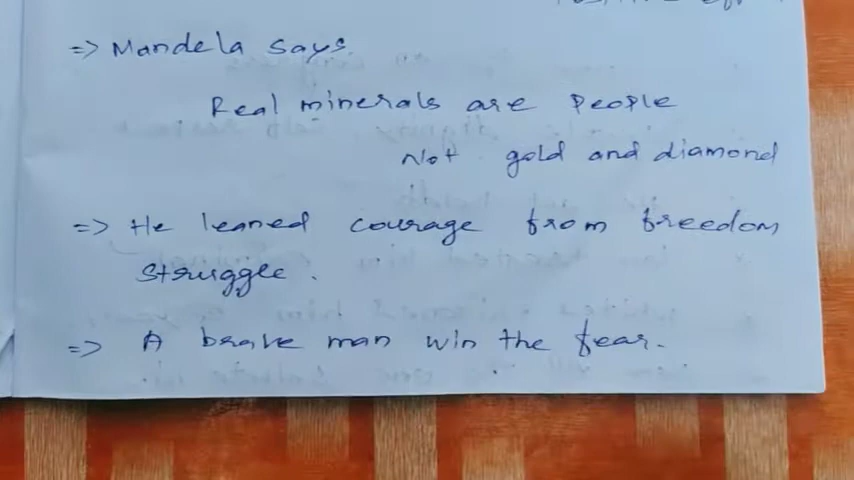 => Mandela says.
Real minerals are people
Not gold and diamond
=> He leaned courage from freedom
struggle.
=> A brave man win the fear.